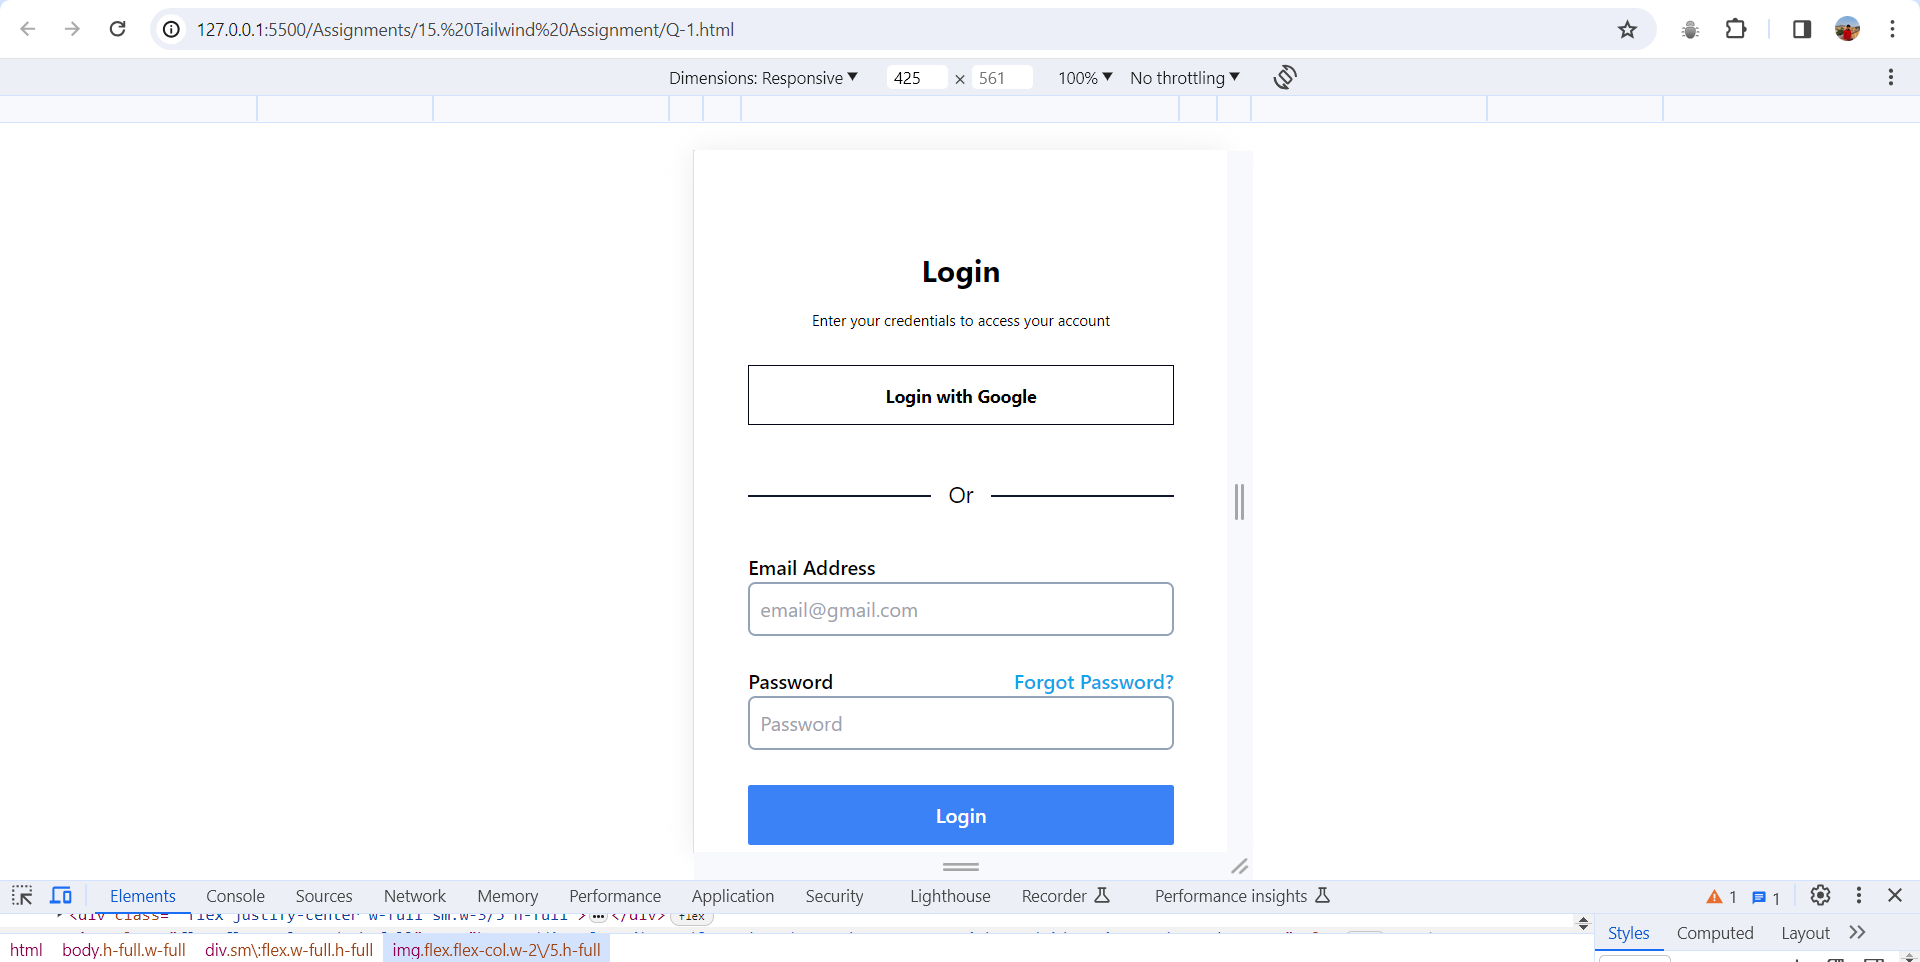 127.0.0.1:5500/Assignments/15.%20Tailwind%20Assignment/Q-1.html
Dimensions: Responsive 425 × 561 100% No throttling
Login
Enter your credentials to access your account
Login with Google
Or
Email Address
email@gmail.com
Password Forgot Password?
Password
Login
Elements Console Sources Network Memory Performance Application Security Lighthouse Recorder Performance insights 1 1
<div class="flex justify-center w-full sm:w-3/5 h-full"> </div> flex
Styles Computed Layout
html body.h-full.w-full div.sm\:flex.w-full.h-full img.flex.flex-col.w-2\/5.h-full